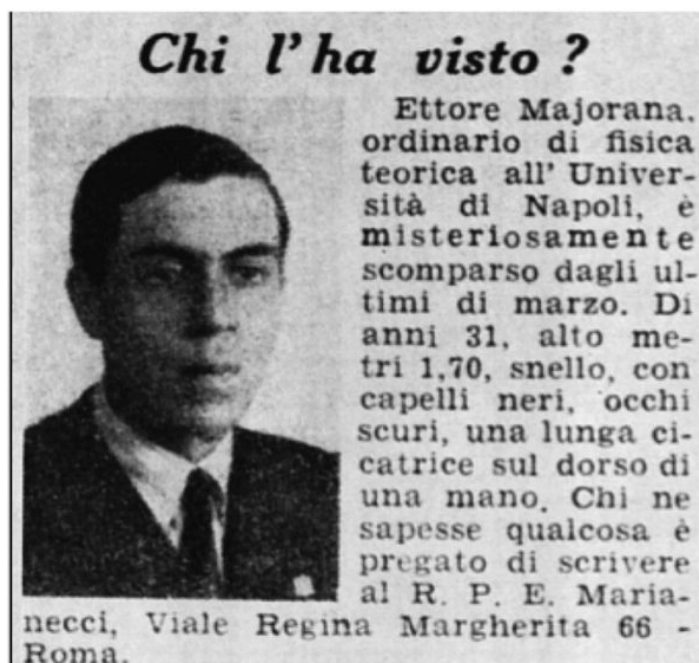 Chi l'ha visto ?
Ettore Majorana,
ordinario di fisica
teorica all' Univer-
sità di Napoli, è
misteriosamente
scomparso dagli ul-
timi di marzo. Di
anni 31, alto me-
tri 1,70, snello, con
capelli neri, occhi
scuri, una lunga ci-
catrice sul dorso di
una mano. Chi ne
sapesse qualcosa è
pregato di scrivere
al R. P. E. Maria-
necci, Viale Regina Margherita 66 -
Roma.